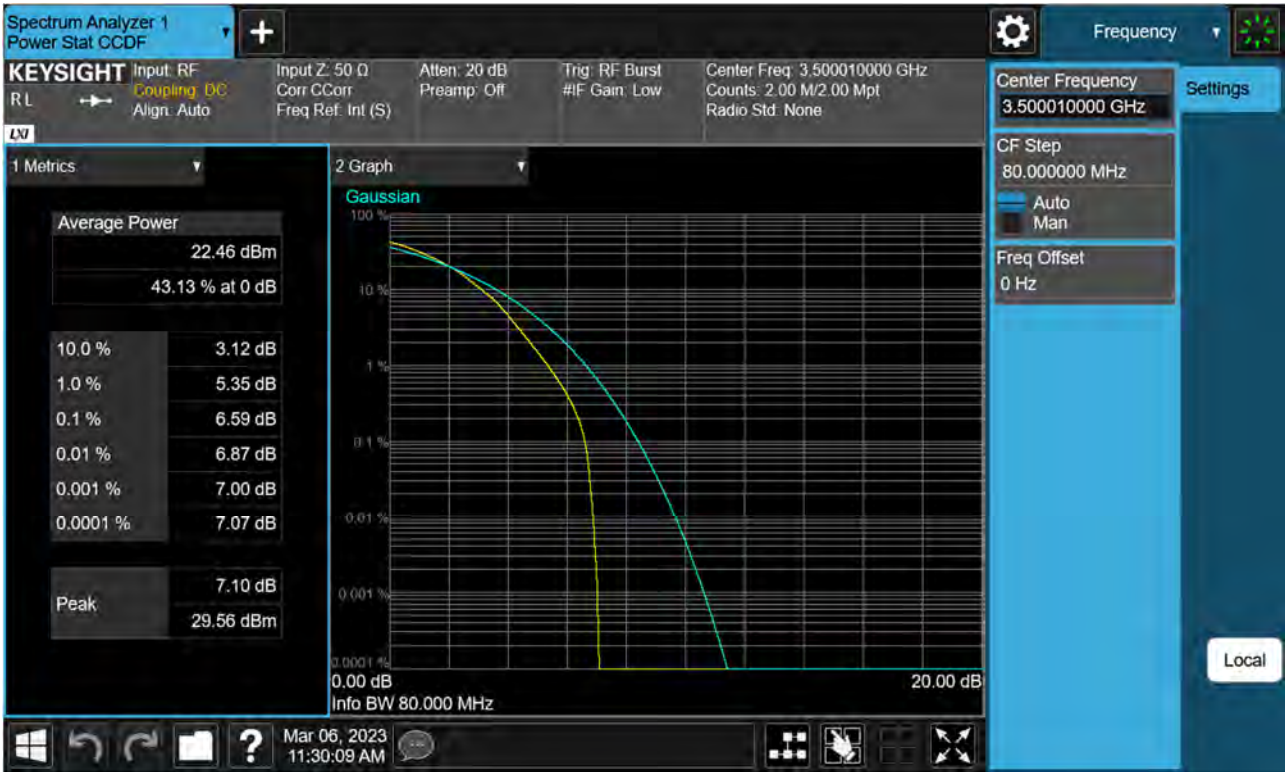 Spectrum Analyzer 1
Power Stat CCDF
+
Frequency
KEYSIGHT
R L
LXI
Input: RF
Coupling: DC
Align: Auto
Input Z: 50 Ω
Corr CCorr
Freq Ref: Int (S)
Atten: 20 dB
Preamp: Off
Trig: RF Burst
#IF Gain: Low
Center Freq: 3.500010000 GHz
Counts: 2.00 M/2.00 Mpt
Radio Std: None
Center Frequency
3.500010000 GHz
Settings
CF Step
80.000000 MHz
Auto
Man
Freq Offset
0 Hz
1 Metrics
Average Power
22.46 dBm
43.13 % at 0 dB
10.0 % 3.12 dB
1.0 % 5.35 dB
0.1 % 6.59 dB
0.01 % 6.87 dB
0.001 % 7.00 dB
0.0001 % 7.07 dB
Peak
7.10 dB
29.56 dBm
2 Graph
Gaussian
100 %
10 %
1 %
0.1 %
0.01 %
0.001 %
0.0001 %
0.00 dB 20.00 dB
Info BW 80.000 MHz
Local
?
Mar 06, 2023
11:30:09 AM